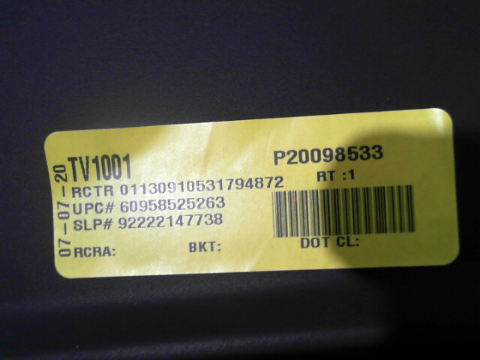 07-07-20
TV1001
P20098533
RCTR 01130910531794872
RT :1
UPC# 60958525263
SLP# 92222147738
RCRA:
BKT:
DOT CL: